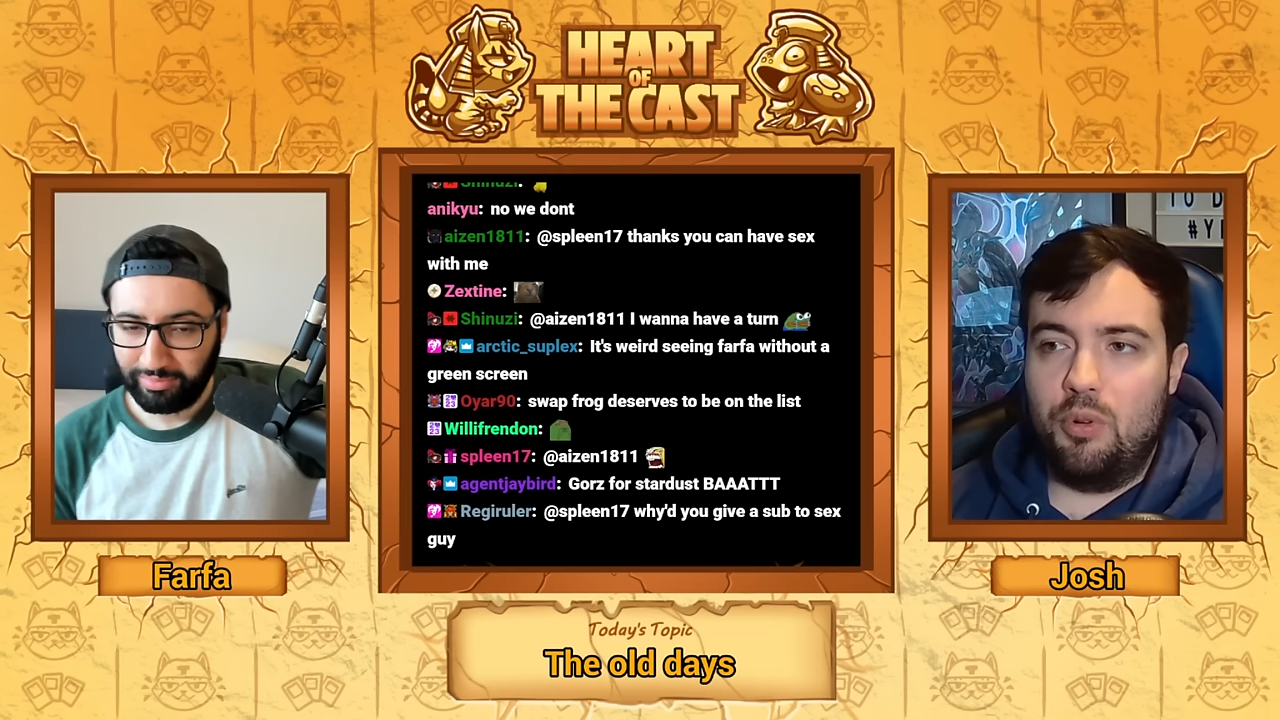 HEART
OF
THE CAST
TO D
#Y
Shinuzi:
anikyu: no we dont
aizen1811: @spleen17 thanks you can have sex
with me
Zextine:
Shinuzi: @aizen1811 I wanna have a turn
arctic_suplex: It's weird seeing farfa without a
green screen
Oyar90: swap frog deserves to be on the list
Willifrendon:
spleen17: @aizen1811
agentjaybird: Gorz for stardust BAAATTT
Regiruler: @spleen17 why'd you give a sub to sex
guy
Farfa
Josh
Today's Topic
The old days